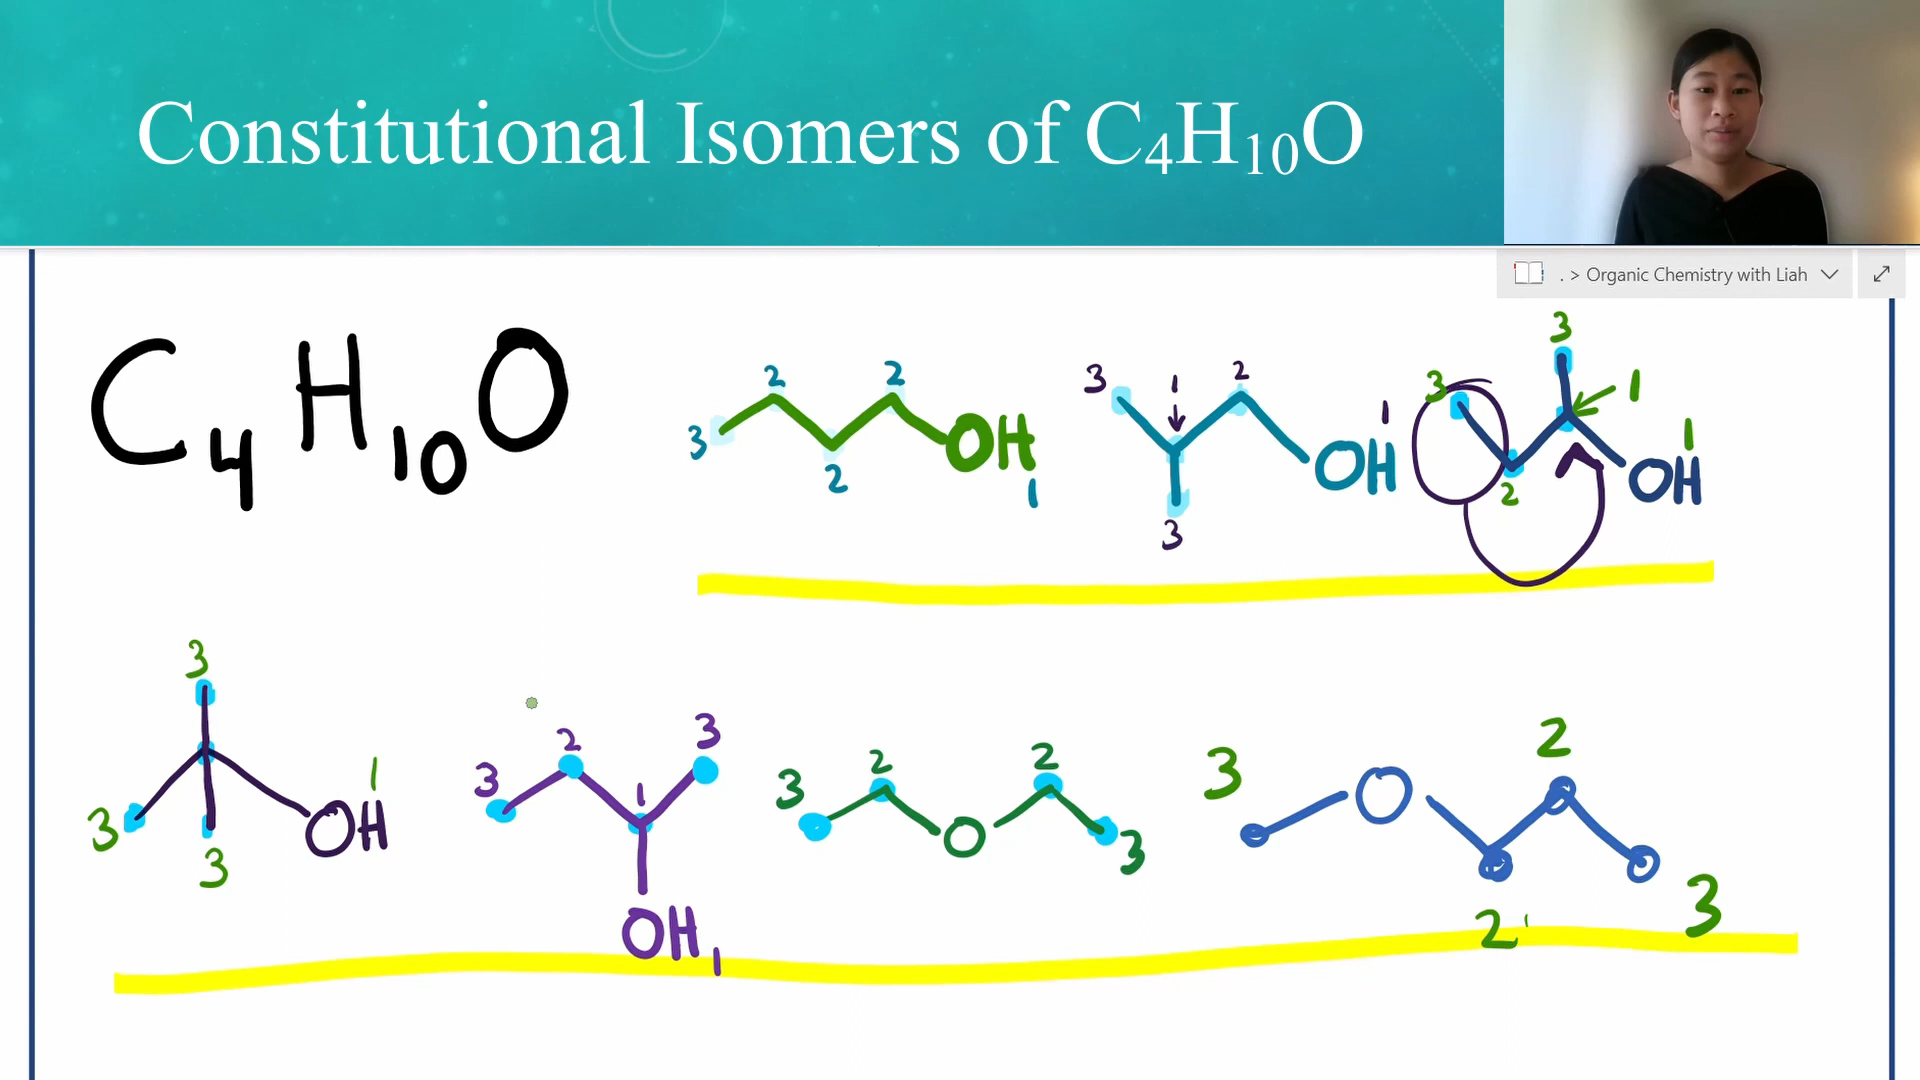 Constitutional Isomers of C₄H₁₀O
. > Organic Chemistry with Liah
C₄H₁₀O
3 2 2 2 OH 1
3 1 2 3 OH 1
3 2 3 1 OH 1
3 3 3 OH 1
3 2 1 3 OH 1
3 2 O 2 3
3 O 2 2 3